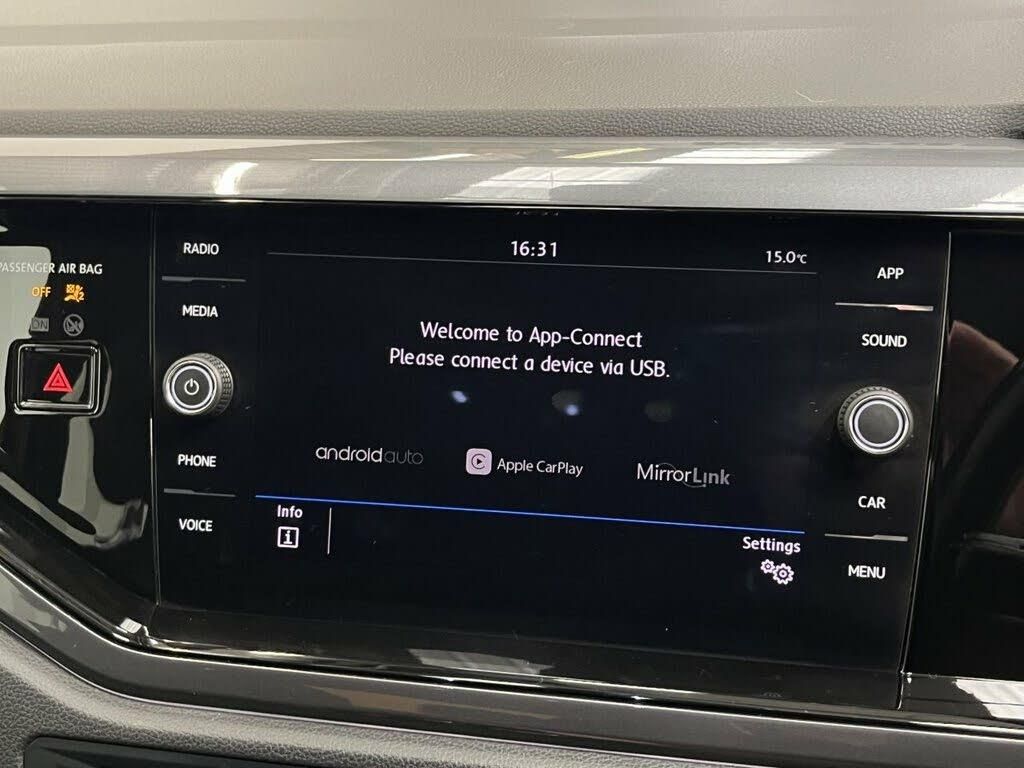 PASSENGER AIR BAG
OFF
2
ON
RADIO
MEDIA
PHONE
VOICE
16:31
15.0°C
Welcome to App-Connect
Please connect a device via USB.
androidauto
Apple CarPlay
MirrorLink
Info
i
Settings
APP
SOUND
CAR
MENU